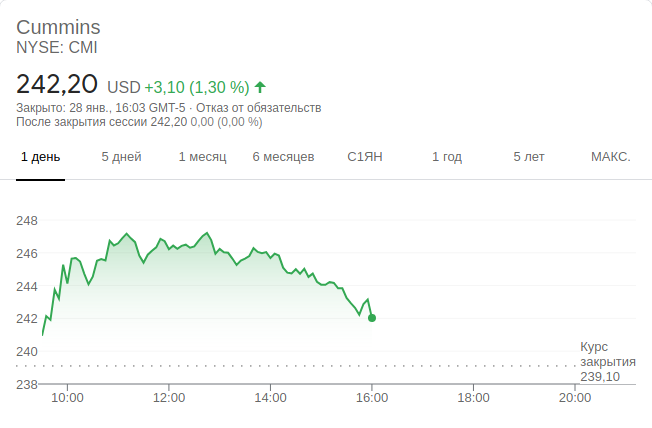 Cummins
NYSE: CMI
242,20 USD +3,10 (1,30 %)
Закрыто: 28 янв., 16:03 GMT-5 · Отказ от обязательств
После закрытия сессии 242,20 0,00 (0,00 %)
1 день 5 дней 1 месяц 6 месяцев С1ЯН 1 год 5 лет МАКС.
248
246
244
242
240
Курс
закрытия
239,10
238
10:00 12:00 14:00 16:00 18:00 20:00